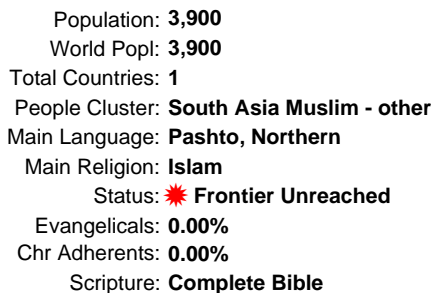 Population: 3,900
World Popl: 3,900
Total Countries: 1
People Cluster: South Asia Muslim - other
Main Language: Pashto, Northern
Main Religion: Islam
Status: Frontier Unreached
Evangelicals: 0.00%
Chr Adherents: 0.00%
Scripture: Complete Bible